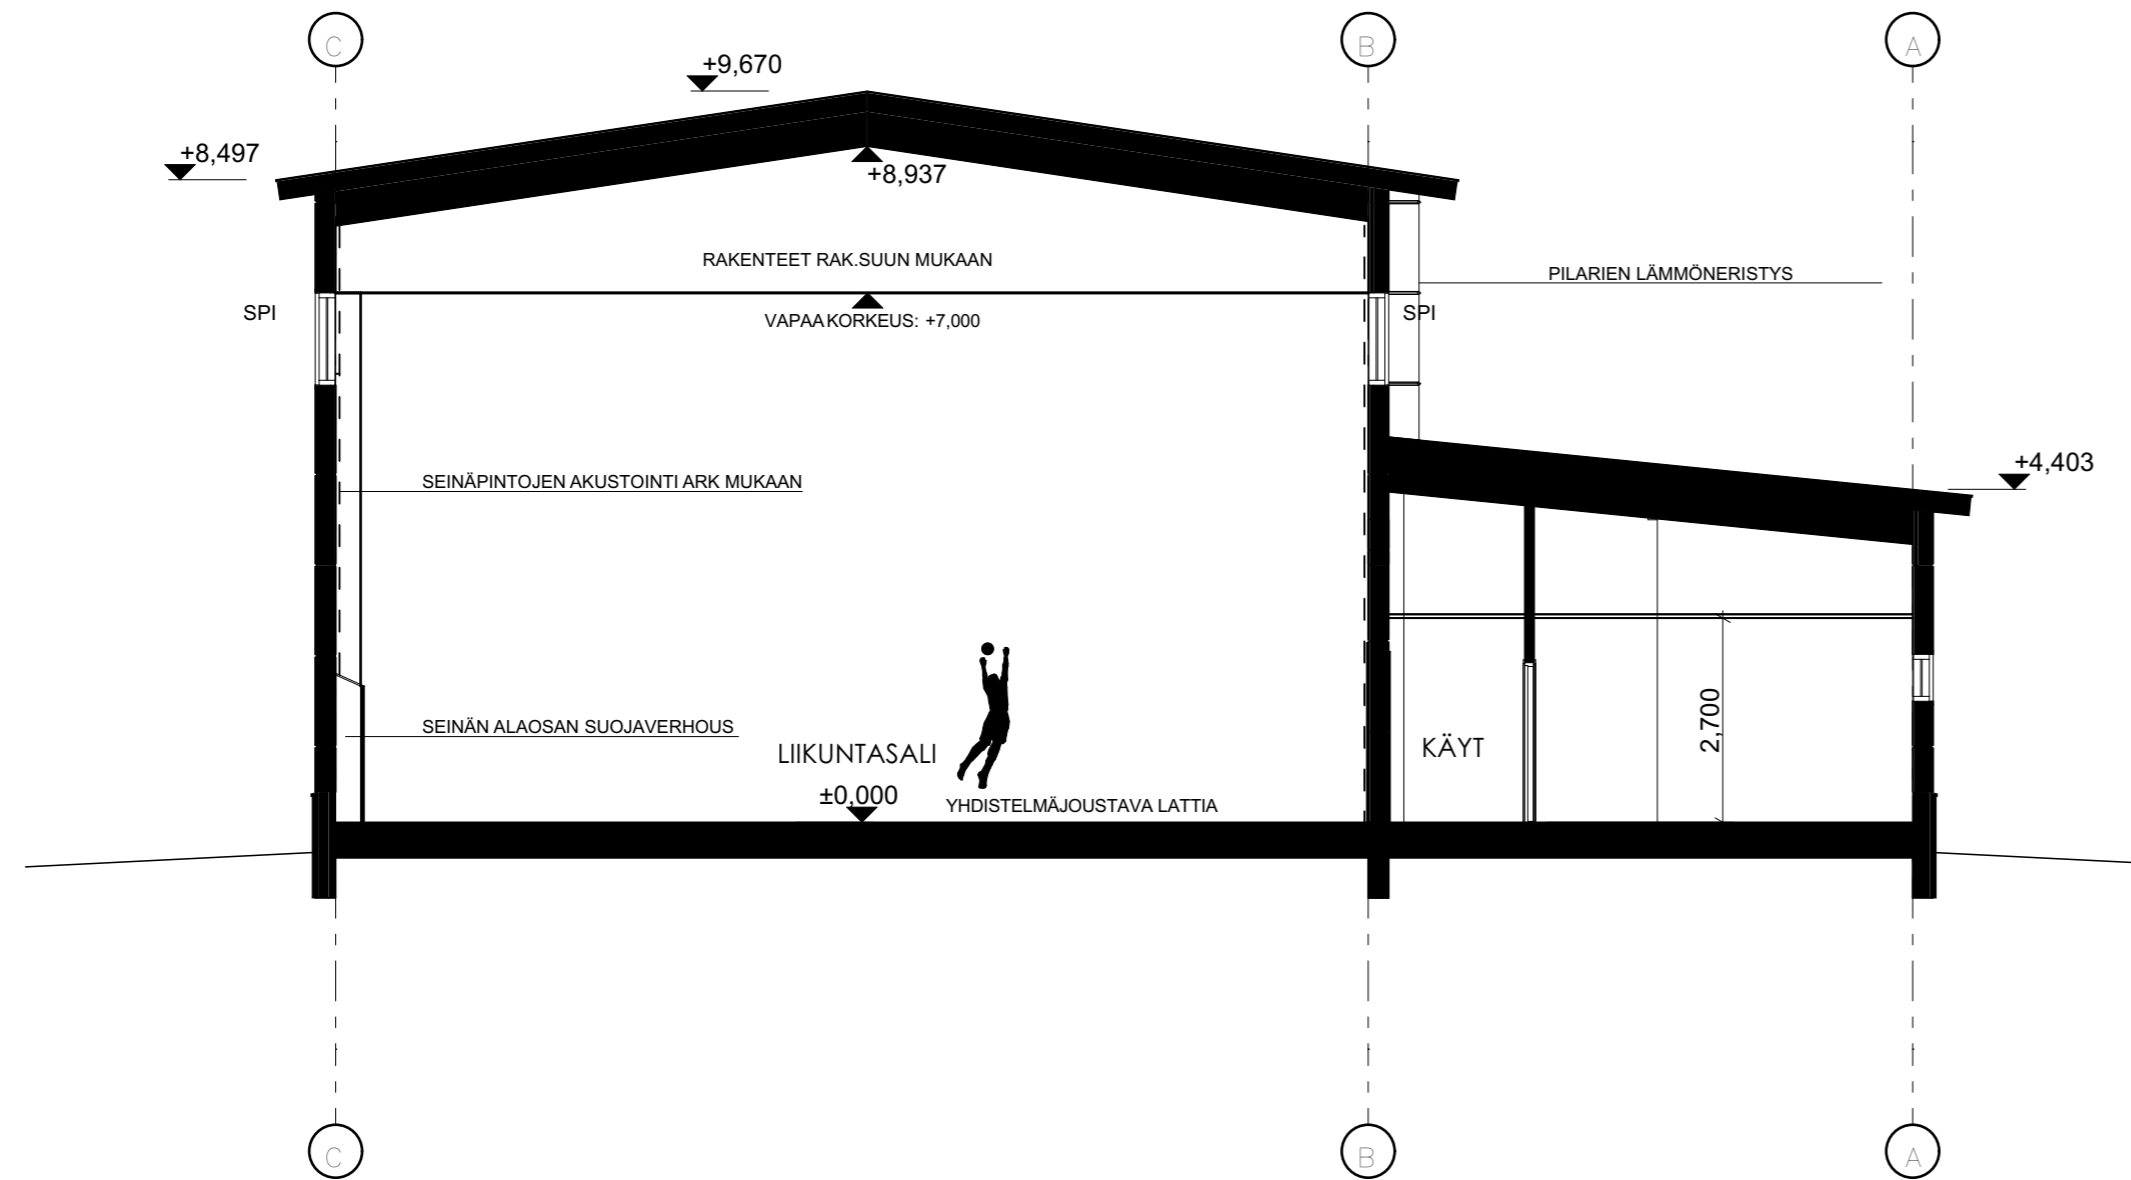 C
B
A
+9,670
+8,497
+8,937
RAKENTEET RAK.SUUN MUKAAN
PILARIEN LÄMMÖNERISTYS
SPI
VAPAA KORKEUS: +7,000
SPI
+4,403
SEINÄPINTOJEN AKUSTOINTI ARK MUKAAN
2,700
SEINÄN ALAOSAN SUOJAVERHOUS
LIIKUNTASALI
KÄYT
±0,000
YHDISTELMÄJOUSTAVA LATTIA
C
B
A